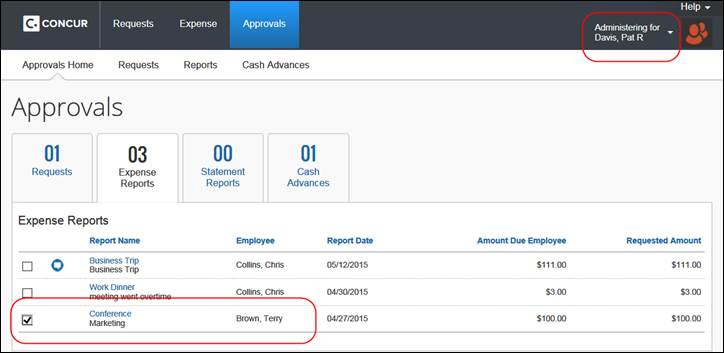 Help
CONCUR
Requests
Expense
Approvals
Administering for
Davis, Pat R
Approvals Home
Requests
Reports
Cash Advances
Approvals
01
Requests
03
Expense
Reports
00
Statement
Reports
01
Cash
Advances
Expense Reports
Report Name Employee Report Date Amount Due Employee Requested Amount
Business Trip
Business Trip
Collins, Chris 05/12/2015 $111.00 $111.00
Work Dinner
meeting went overtime
Collins, Chris 04/30/2015 $3.00 $3.00
Conference
Marketing
Brown, Terry 04/27/2015 $100.00 $100.00